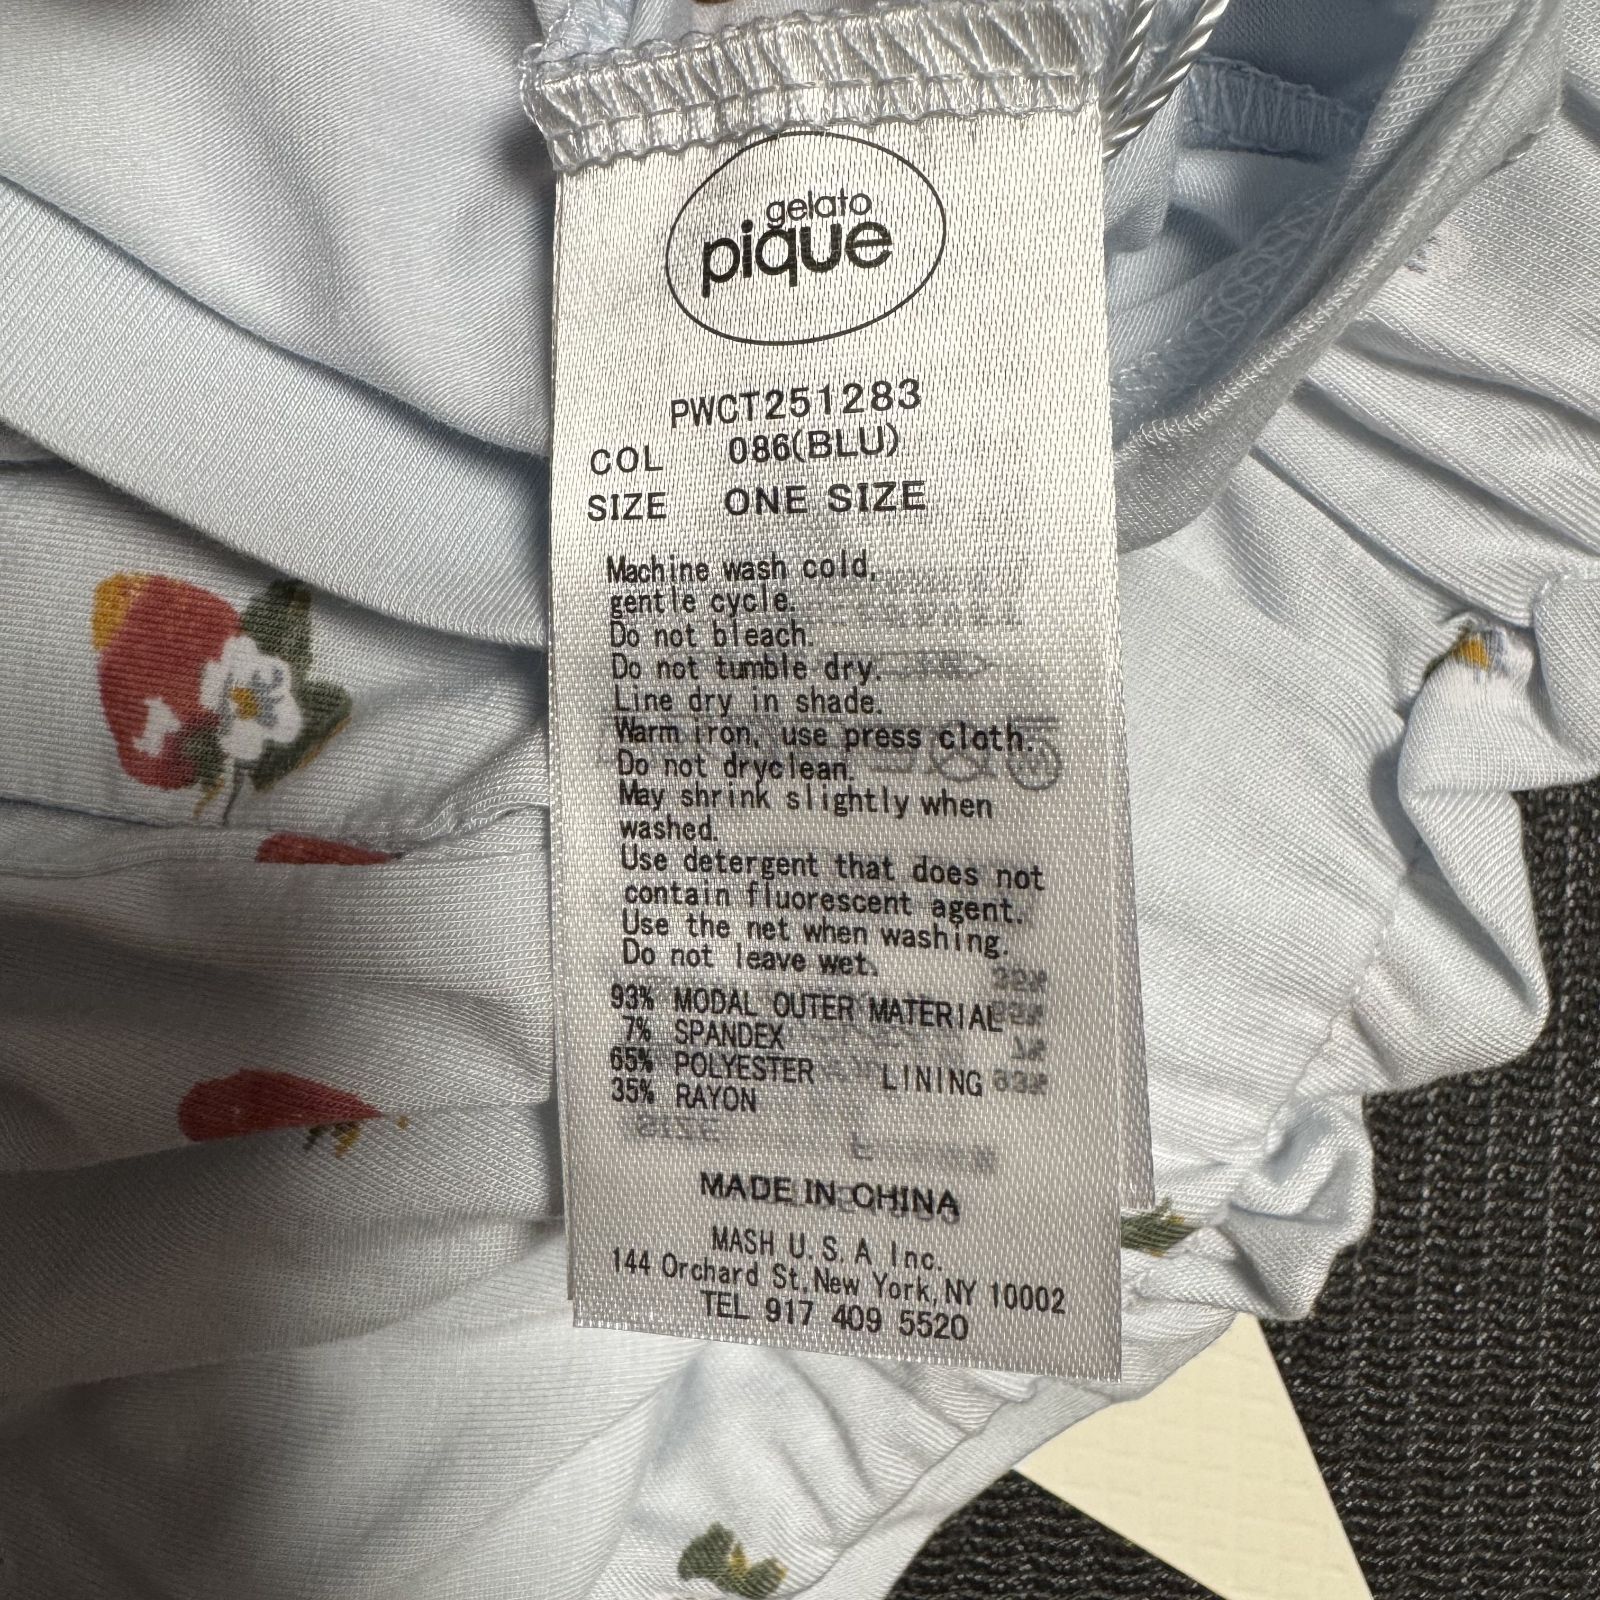 gelato
pique
PWCT251283
COL 086(BLU)
SIZE ONE SIZE
Machine wash cold,
gentle cycle.
Do not bleach.
Do not tumble dry.
Line dry in shade.
Warm iron, use press cloth.
Do not dryclean.
May shrink slightly when
washed.
Use detergent that does not
contain fluorescent agent.
Use the net when washing.
Do not leave wet.
93% MODAL OUTER MATERIAL
7% SPANDEX
65% POLYESTER LINING
35% RAYON
MADE IN CHINA
MASH U.S.A Inc.
144 Orchard St,New York,NY 10002
TEL 917 409 5520